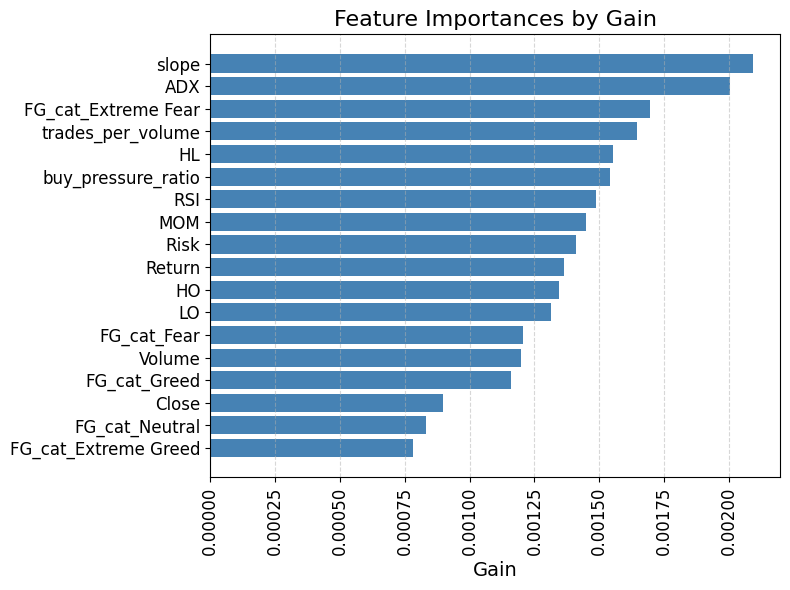 Feature Importances by Gain
slope
ADX
FG_cat_Extreme Fear
trades_per_volume
HL
buy_pressure_ratio
RSI
MOM
Risk
Return
HO
LO
FG_cat_Fear
Volume
FG_cat_Greed
Close
FG_cat_Neutral
FG_cat_Extreme Greed
0.00000
0.00025
0.00050
0.00075
0.00100
0.00125
0.00150
0.00175
0.00200
Gain